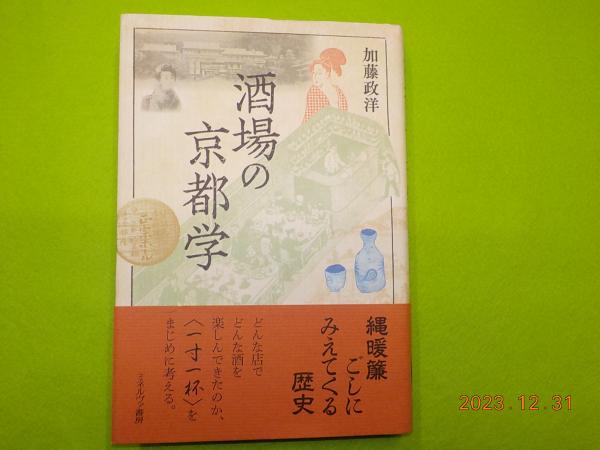 加藤政洋
酒場の
京都学
縄暖簾
ごしに
みえてくる
歴史
どんな店で
どんな酒を
楽しんできたのか、
〈一寸一杯〉を
まじめに考える。
ミネルヴァ書房
2023.12.31